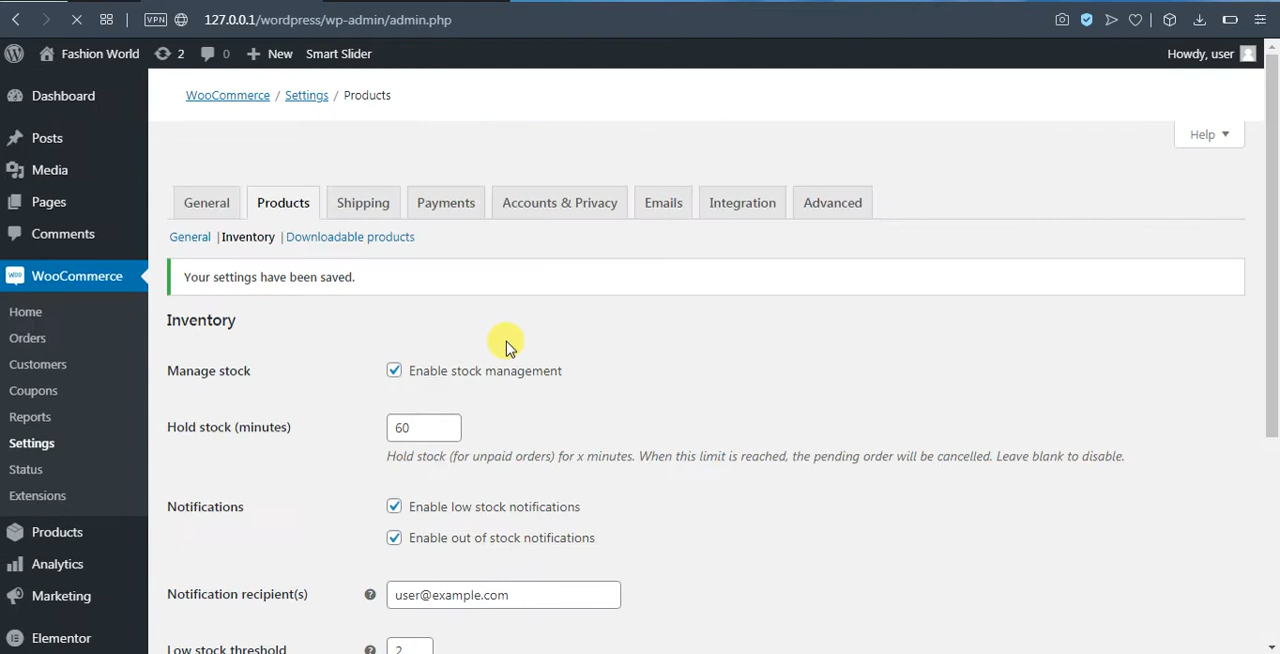 VPN 127.0.0.1/wordpress/wp-admin/admin.php
Fashion World 2 0 New Smart Slider Howdy, user
Dashboard
Posts
Media
Pages
Comments
WooCommerce
Home
Orders
Customers
Coupons
Reports
Settings
Status
Extensions
Products
Analytics
Marketing
Elementor
WooCommerce / Settings / Products
Help
General Products Shipping Payments Accounts & Privacy Emails Integration Advanced
General | Inventory | Downloadable products
Your settings have been saved.
Inventory
Manage stock Enable stock management
Hold stock (minutes) 60
Hold stock (for unpaid orders) for x minutes. When this limit is reached, the pending order will be cancelled. Leave blank to disable.
Notifications Enable low stock notifications
Enable out of stock notifications
Notification recipient(s) user@example.com
Low stock threshold 2